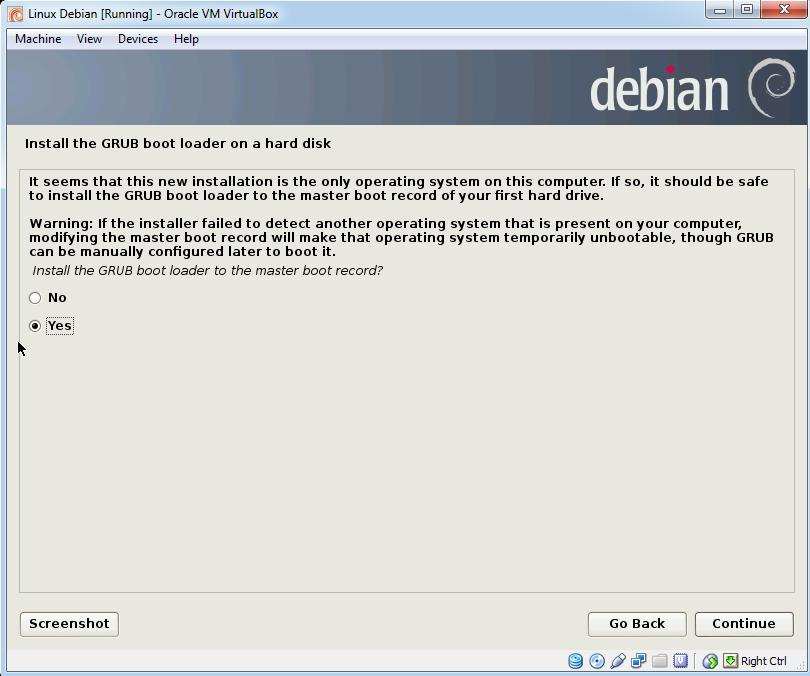 Linux Debian [Running] - Oracle VM VirtualBox
Machine View Devices Help
debian
Install the GRUB boot loader on a hard disk
It seems that this new installation is the only operating system on this computer. If so, it should be safe
to install the GRUB boot loader to the master boot record of your first hard drive.
Warning: If the installer failed to detect another operating system that is present on your computer,
modifying the master boot record will make that operating system temporarily unbootable, though GRUB
can be manually configured later to boot it.
Install the GRUB boot loader to the master boot record?
No
Yes
Screenshot Go Back Continue
Right Ctrl